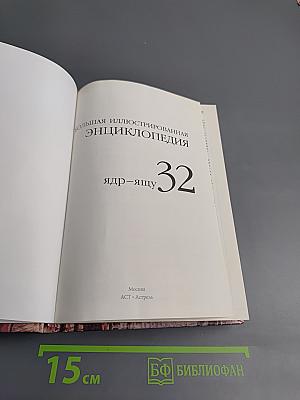 БОЛЬШАЯ ИЛЛЮСТРИРОВАННАЯ
ЭНЦИКЛОПЕДИЯ
ядр–ящу 32
Москва
АСТ • Астрель
15 см
БФ БИБЛИОФАН